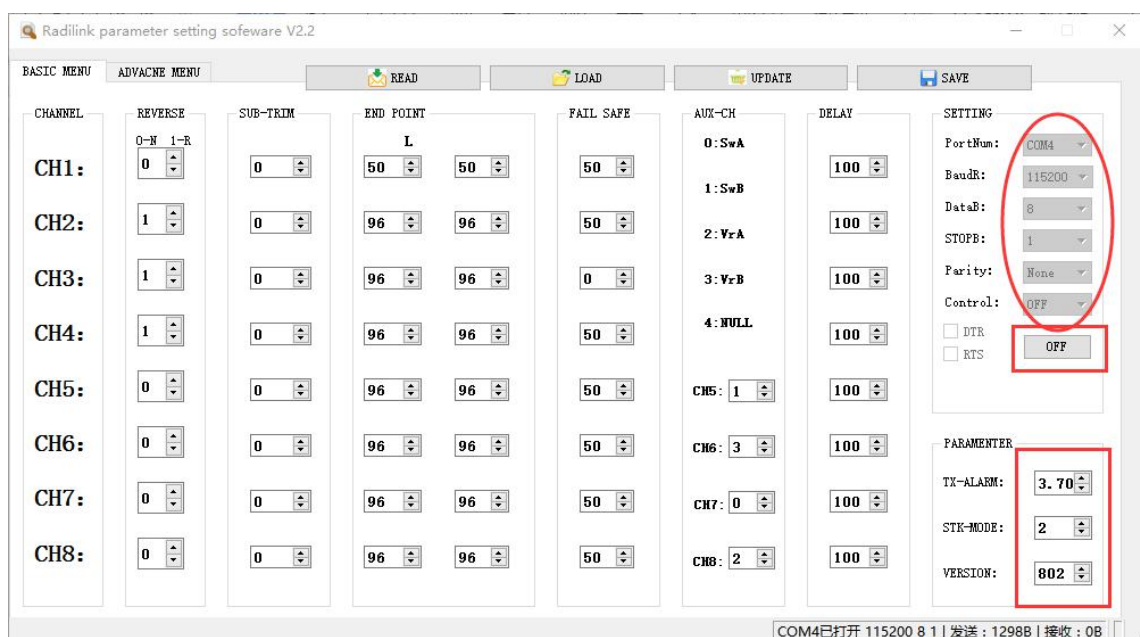 Radilink parameter setting sofeware V2.2
BASIC MENU ADVACNE MENU READ LOAD UPDATE SAVE
CHANNEL REVERSE SUB-TRIM END POINT FAIL SAFE AUX-CH DELAY SETTING
0-N 1-R L 0:SwA PortNum: COM4
CH1: 0 0 50 50 50 100
1:SwB BaudR: 115200
CH2: 1 0 96 96 50 100 DataB: 8
2:VrA STOPB: 1
CH3: 1 0 96 96 0 3:VrB 100 Parity: None
Control: OFF
CH4: 1 0 96 96 50 4:NULL 100 DTR
RTS OFF
CH5: 0 0 96 96 50 CH5: 1 100
CH6: 0 0 96 96 50 CH6: 3 100 PARAMENTER
TX-ALARM: 3.70
CH7: 0 0 96 96 50 CH7: 0 100
STK-MODE: 2
CH8: 0 0 96 96 50 CH8: 2 100
VERSION: 802
COM4已打开 115200 8 1 | 发送：1298B | 接收：0B